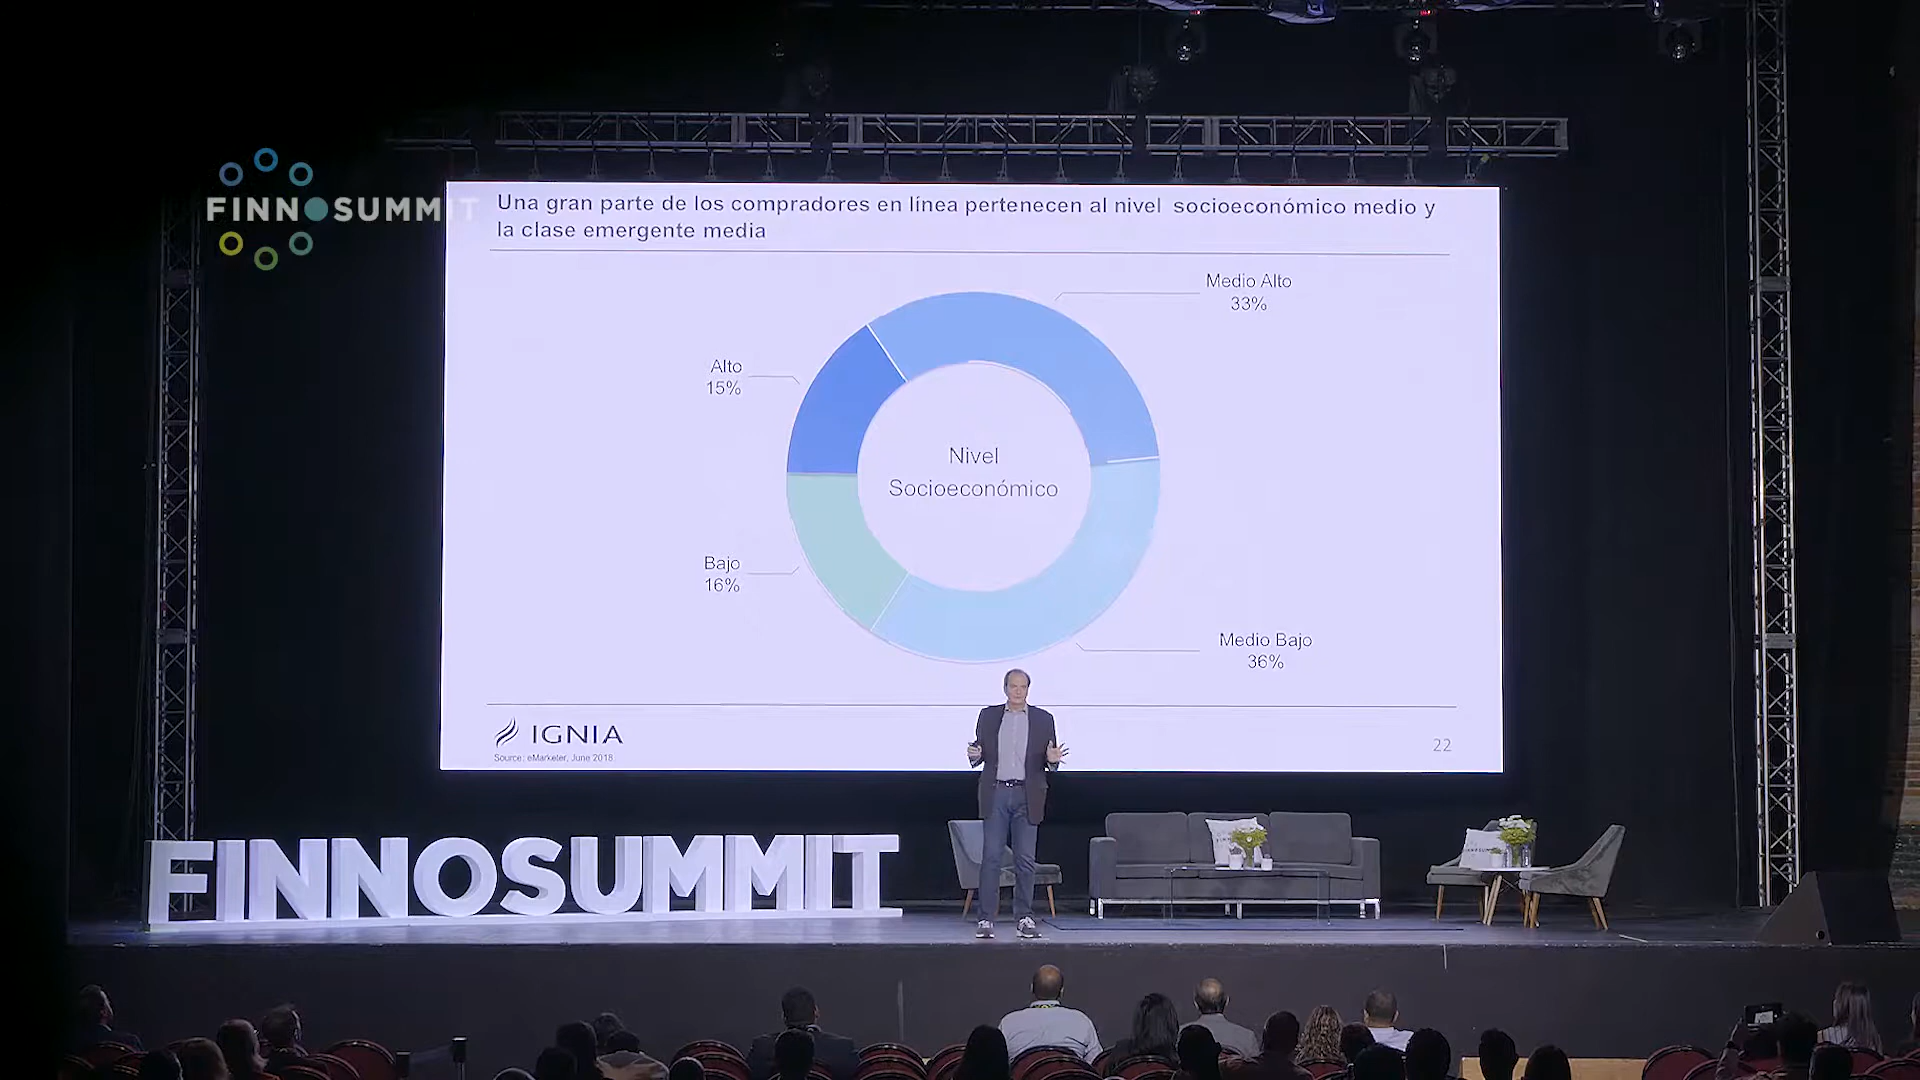 FINNOSUMMIT
Una gran parte de los compradores en línea pertenecen al nivel socioeconómico medio y
la clase emergente media
Medio Alto
33%
Alto
15%
Nivel
Socioeconómico
Bajo
16%
Medio Bajo
36%
IGNIA
Source: eMarketer, June 2018
22
FINNOSUMMIT